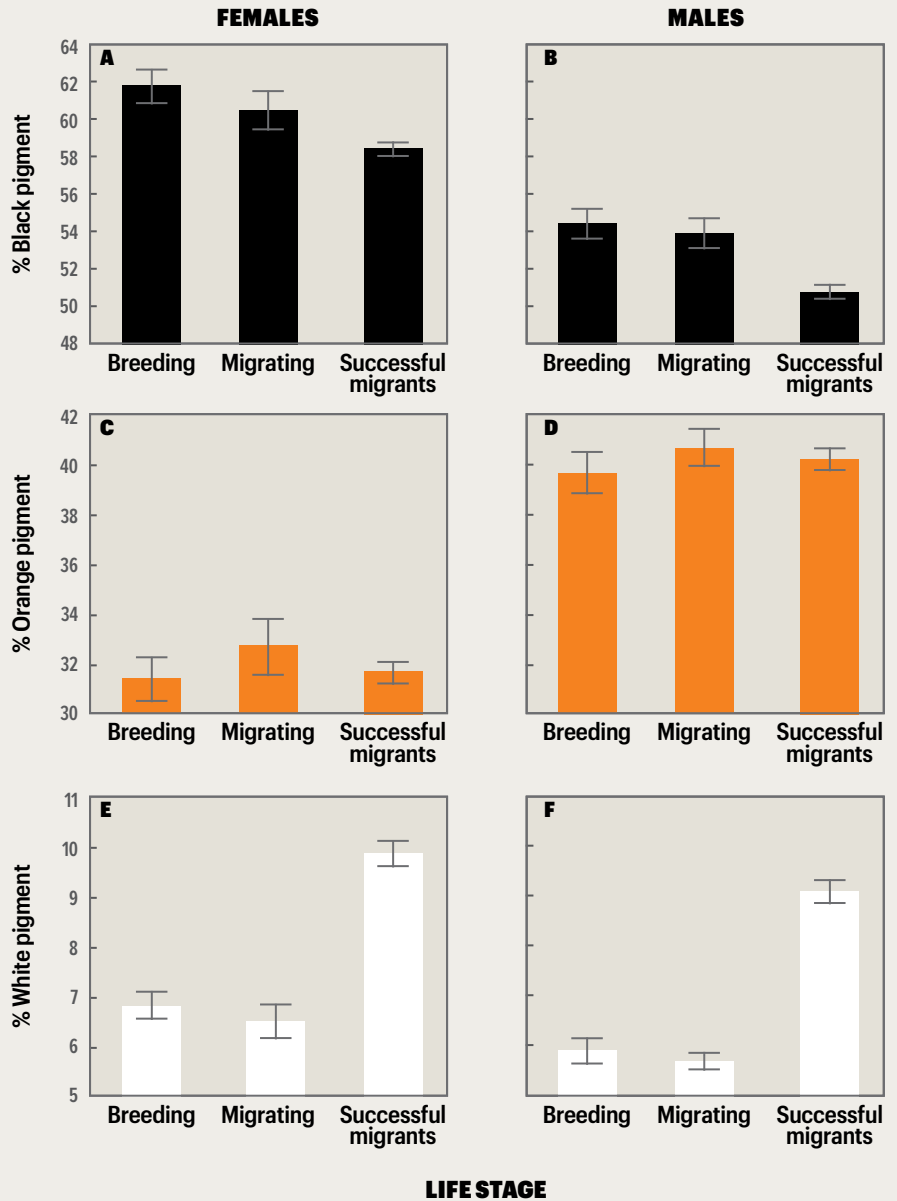 FEMALES
MALES
A
B
% Black pigment
64
62
60
58
56
54
52
50
48
Breeding Migrating Successful
migrants
Breeding Migrating Successful
migrants
C
D
% Orange pigment
42
40
38
36
34
32
30
Breeding Migrating Successful
migrants
Breeding Migrating Successful
migrants
E
F
% White pigment
11
10
9
8
7
6
5
Breeding Migrating Successful
migrants
Breeding Migrating Successful
migrants
LIFE STAGE